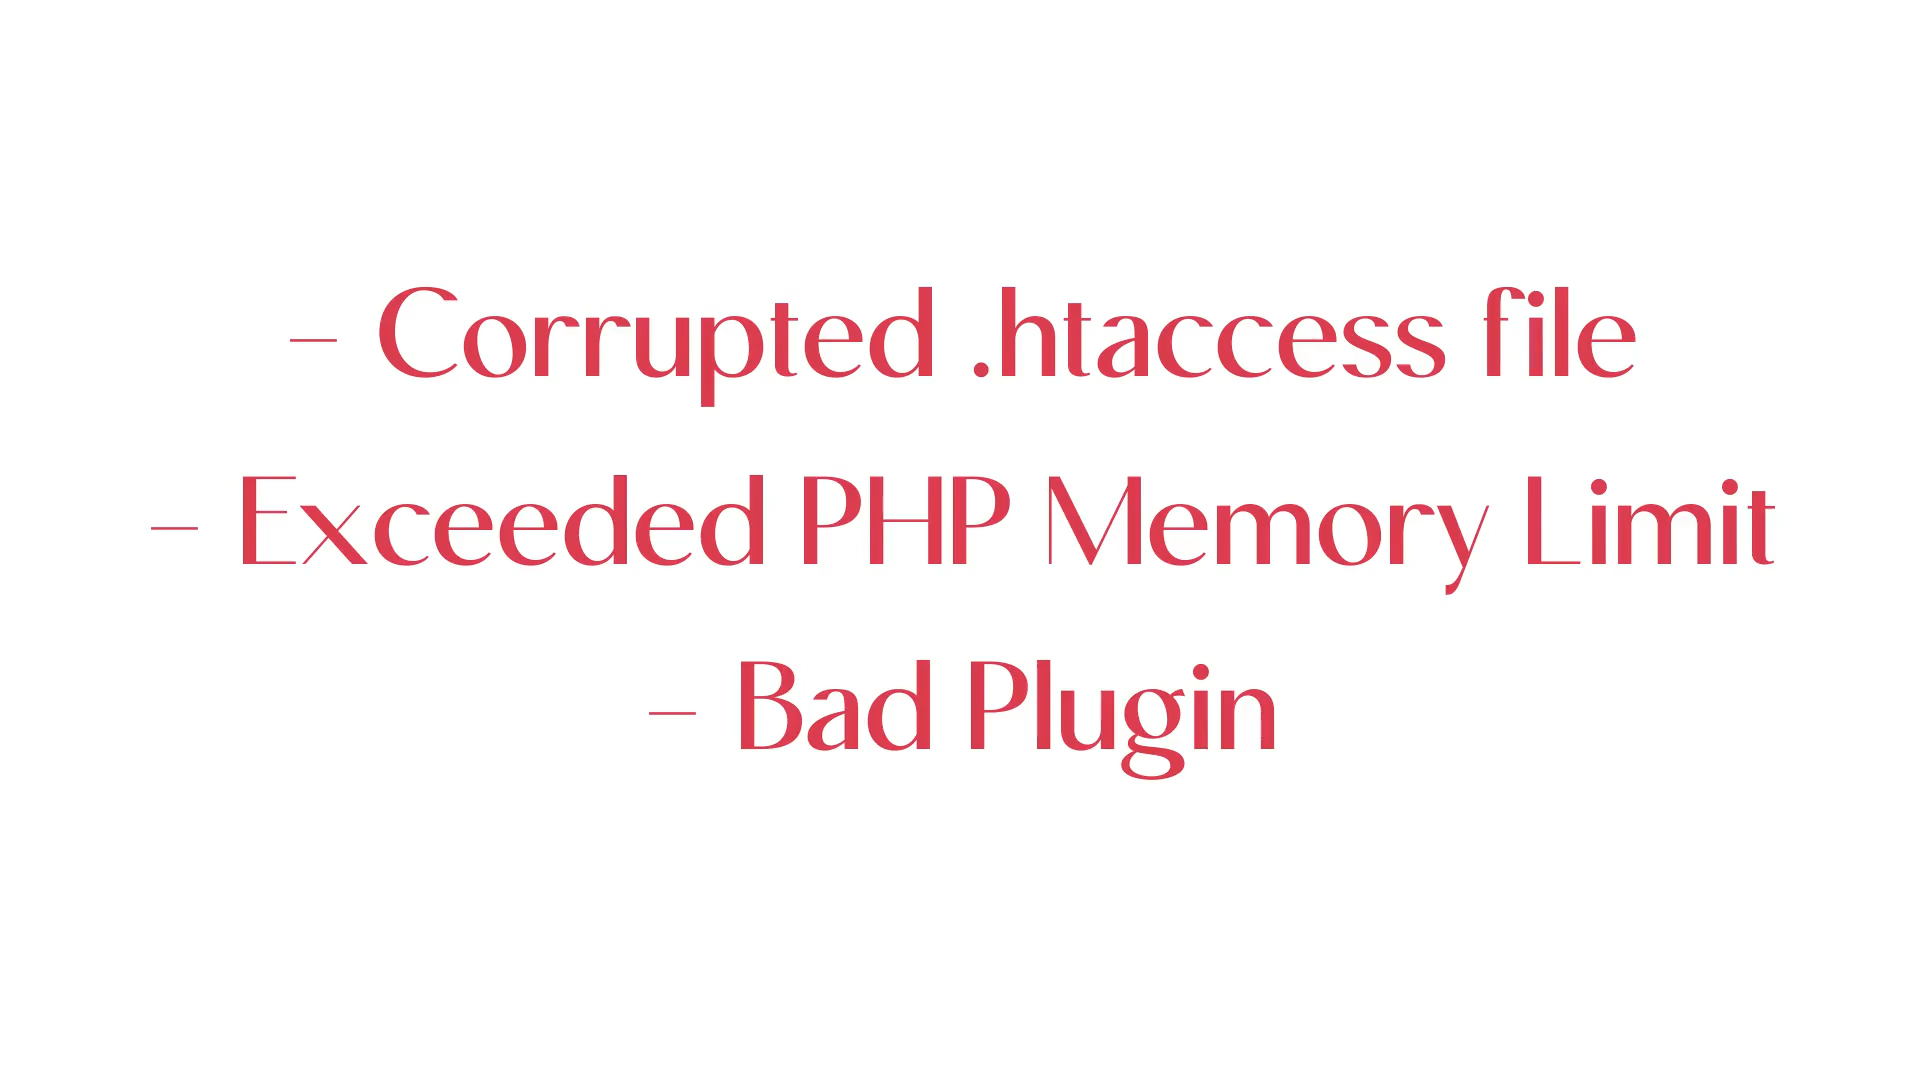 – Corrupted .htaccess file
– Exceeded PHP Memory Limit
– Bad Plugin